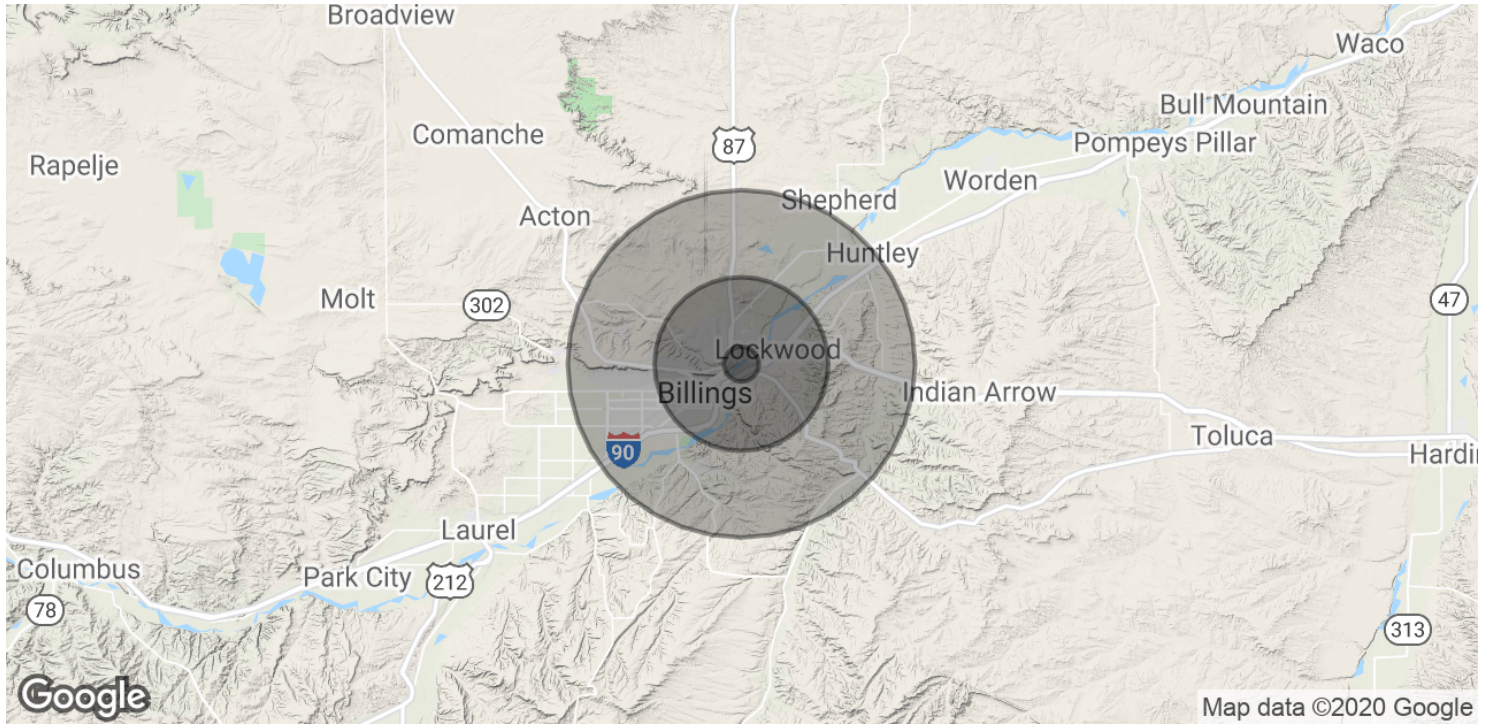 Broadview
Waco
Bull Mountain
Comanche
87
Pompeys Pillar
Rapelje
Worden
Shepherd
Acton
Huntley
Molt
302
47
Lockwood
Billings
Indian Arrow
Toluca
90
Hardin
Laurel
Columbus
Park City
212
78
313
Google
Map data ©2020 Google